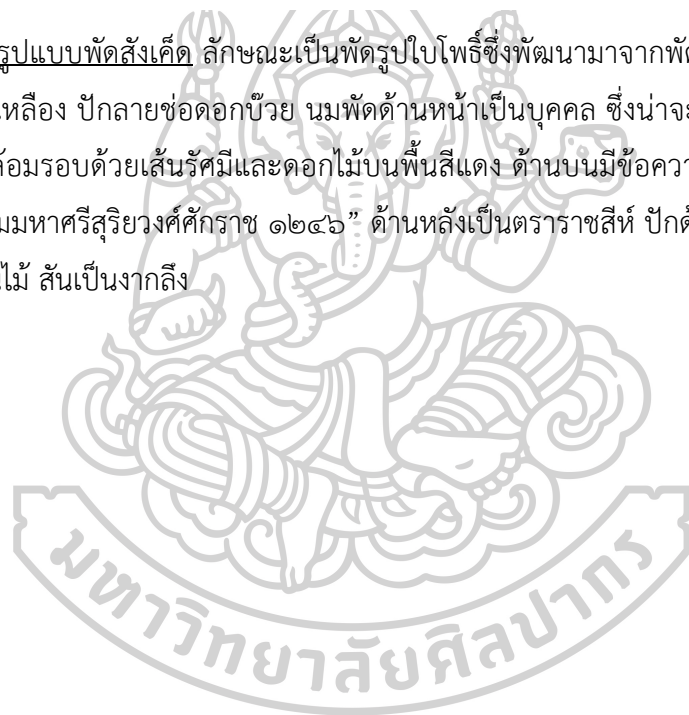 รูปแบบพัดสังเค็ด ลักษณะเป็นพัดรูปใบโพธิ์ซึ่งพัฒนามาจากพัด
เหลือง ปักลายช่อดอกบ๊วย นมพัดด้านหน้าเป็นบุคคล ซึ่งน่าจะ
ล้อมรอบด้วยเส้นรัศมีและดอกไม้บนพื้นสีแดง ด้านบนมีข้อควา
มมหาศรีสุริยวงศ์ศักราช ๑๒๔๖” ด้านหลังเป็นตราราชสีห์ ปักด้
ไม้ สันเป็นงากลึง
มหาวิทยาลัยศิลปากร